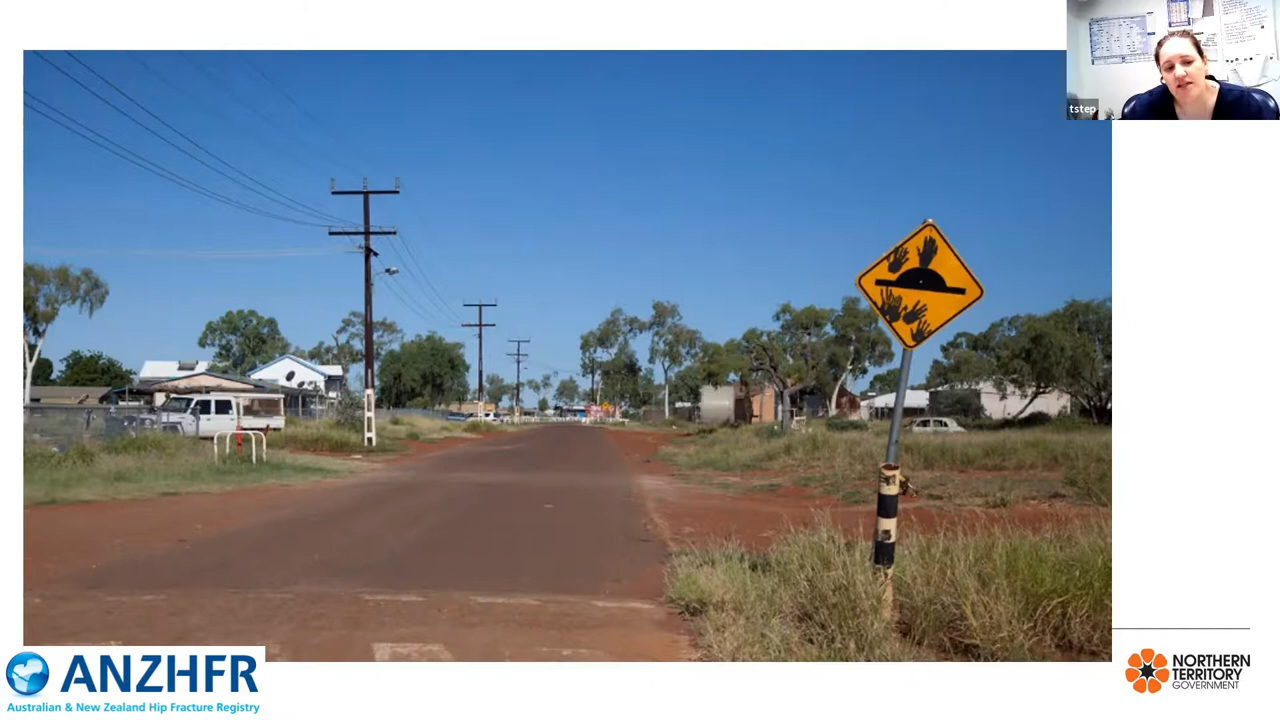 tstep
ANZHFR
Australian & New Zealand Hip Fracture Registry
NORTHERN
TERRITORY
GOVERNMENT